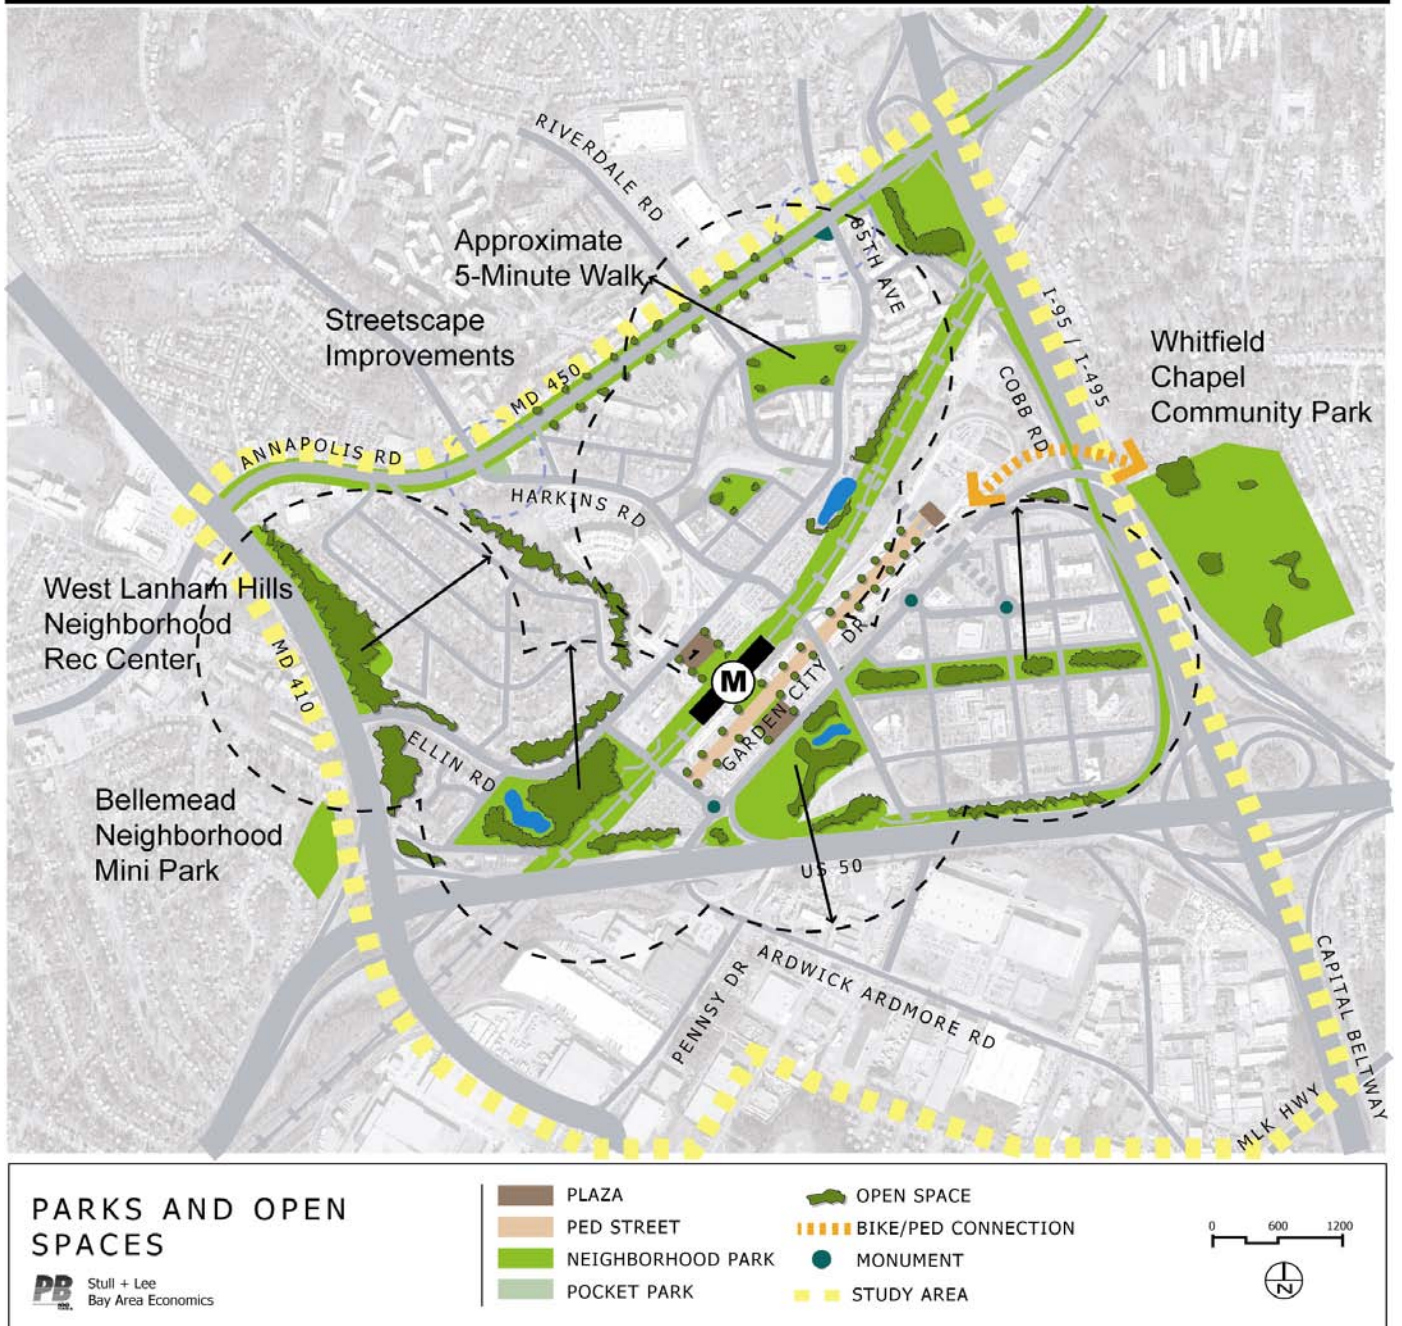 RIVERDALE RD
Approximate
5-Minute Walk
85TH AVE
Streetscape
Improvements
I-95 / I-495
Whitfield
Chapel
Community Park
MD 450
COBB RD
ANNAPOLIS RD
HARKINS RD
West Lanham Hills
Neighborhood
Rec Center
MD 410
M
GARDEN CITY DR
ELLIN RD
Bellemead
Neighborhood
Mini Park
US 50
ARDWICK ARDMORE RD
PENNSY DR
CAPITAL BELTWAY
MLK HWY
PARKS AND OPEN
SPACES
PB
Stull + Lee
Bay Area Economics
PLAZA
PED STREET
NEIGHBORHOOD PARK
POCKET PARK
OPEN SPACE
BIKE/PED CONNECTION
MONUMENT
STUDY AREA
0 600 1200
N